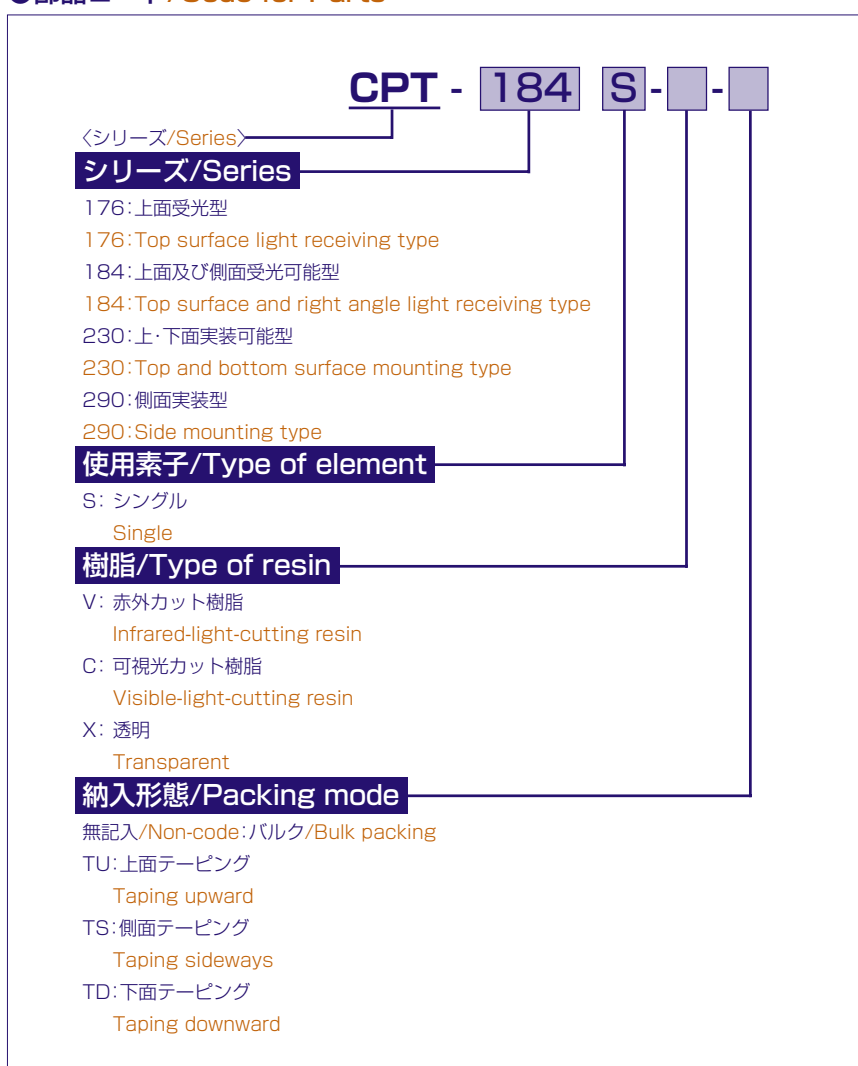 CPT - 184 S - -
〈シリーズ/Series〉
シリーズ/Series
176:上面受光型
176:Top surface light receiving type
184:上面及び側面受光可能型
184:Top surface and right angle light receiving type
230:上・下面実装可能型
230:Top and bottom surface mounting type
290:側面実装型
290:Side mounting type
使用素子/Type of element
S: シングル
Single
樹脂/Type of resin
V: 赤外カット樹脂
Infrared-light-cutting resin
C: 可視光カット樹脂
Visible-light-cutting resin
X: 透明
Transparent
納入形態/Packing mode
無記入/Non-code:バルク/Bulk packing
TU:上面テーピング
Taping upward
TS:側面テーピング
Taping sideways
TD:下面テーピング
Taping downward